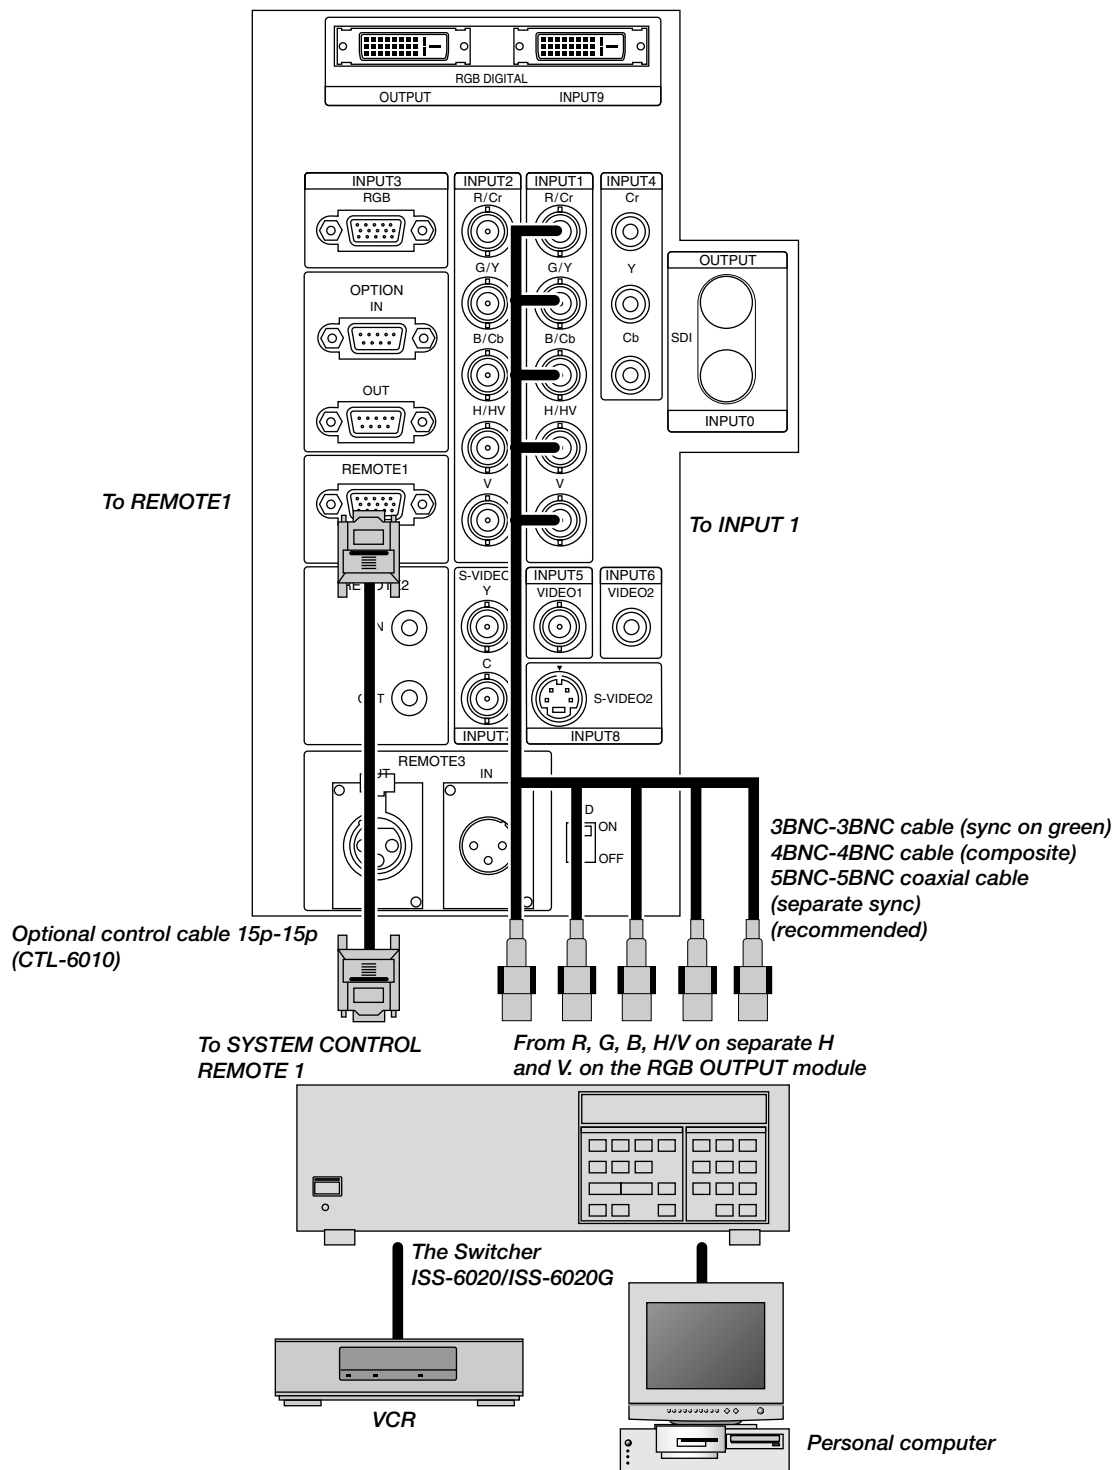 RGB DIGITAL
OUTPUT INPUT9
INPUT3 INPUT2 INPUT1 INPUT4
RGB R/Cr R/Cr Cr
OUTPUT
G/Y G/Y Y
OPTION
IN
SDI
B/Cb B/Cb Cb
OUT
H/HV H/HV
INPUT0
REMOTE1
V V
To REMOTE1
To INPUT 1
S-VIDEO INPUT5 INPUT6
Y VIDEO1 VIDEO2
C
S-VIDEO2
INPUT7 INPUT8
REMOTE3
IN
ON
OFF
3BNC-3BNC cable (sync on green)
4BNC-4BNC cable (composite)
5BNC-5BNC coaxial cable
(separate sync)
(recommended)
Optional control cable 15p-15p
(CTL-6010)
To SYSTEM CONTROL
REMOTE 1
From R, G, B, H/V on separate H
and V. on the RGB OUTPUT module
The Switcher
ISS-6020/ISS-6020G
VCR
Personal computer